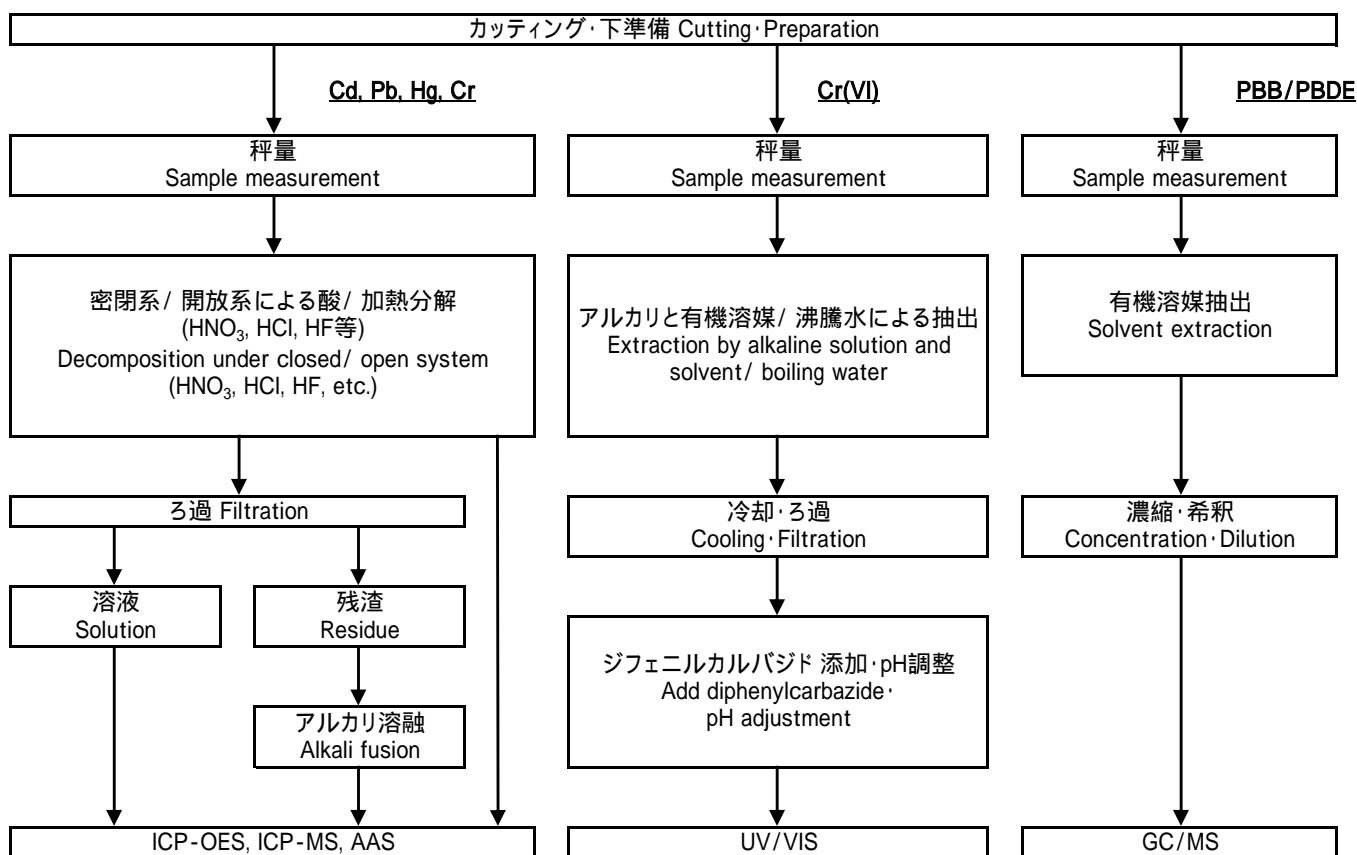 カッティング・下準備 Cutting・Preparation
Cd, Pb, Hg, Cr
Cr(VI)
PBB/PBDE
秤量
Sample measurement
秤量
Sample measurement
秤量
Sample measurement
密閉系/ 開放系による酸/ 加熱分解
(HNO₃, HCl, HF等)
Decomposition under closed/ open system
(HNO₃, HCl, HF, etc.)
アルカリと有機溶媒/ 沸騰水による抽出
Extraction by alkaline solution and
solvent/ boiling water
有機溶媒抽出
Solvent extraction
ろ過 Filtration
冷却・ろ過
Cooling・Filtration
濃縮・希釈
Concentration・Dilution
溶液
Solution
残渣
Residue
ジフェニルカルバジド 添加・pH調整
Add diphenylcarbazide・
pH adjustment
アルカリ溶融
Alkali fusion
ICP-OES, ICP-MS, AAS
UV/VIS
GC/MS